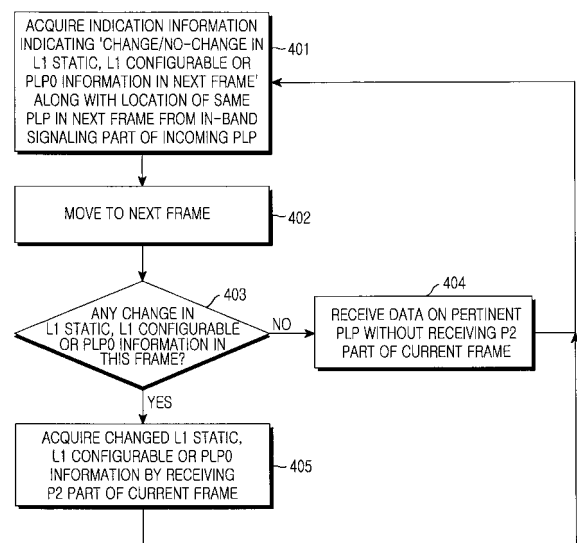 ACQUIRE INDICATION INFORMATION
INDICATING 'CHANGE/NO-CHANGE IN
L1 STATIC, L1 CONFIGURABLE OR
PLP0 INFORMATION IN NEXT FRAME'
ALONG WITH LOCATION OF SAME
PLP IN NEXT FRAME FROM IN-BAND
SIGNALING PART OF INCOMING PLP
401
MOVE TO NEXT FRAME
402
403
ANY CHANGE IN
L1 STATIC, L1 CONFIGURABLE
OR PLP0 INFORMATION IN
THIS FRAME?
NO
404
RECEIVE DATA ON PERTINENT
PLP WITHOUT RECEIVING P2
PART OF CURRENT FRAME
YES
ACQUIRE CHANGED L1 STATIC,
L1 CONFIGURABLE OR PLP0
INFORMATION BY RECEIVING
P2 PART OF CURRENT FRAME
405